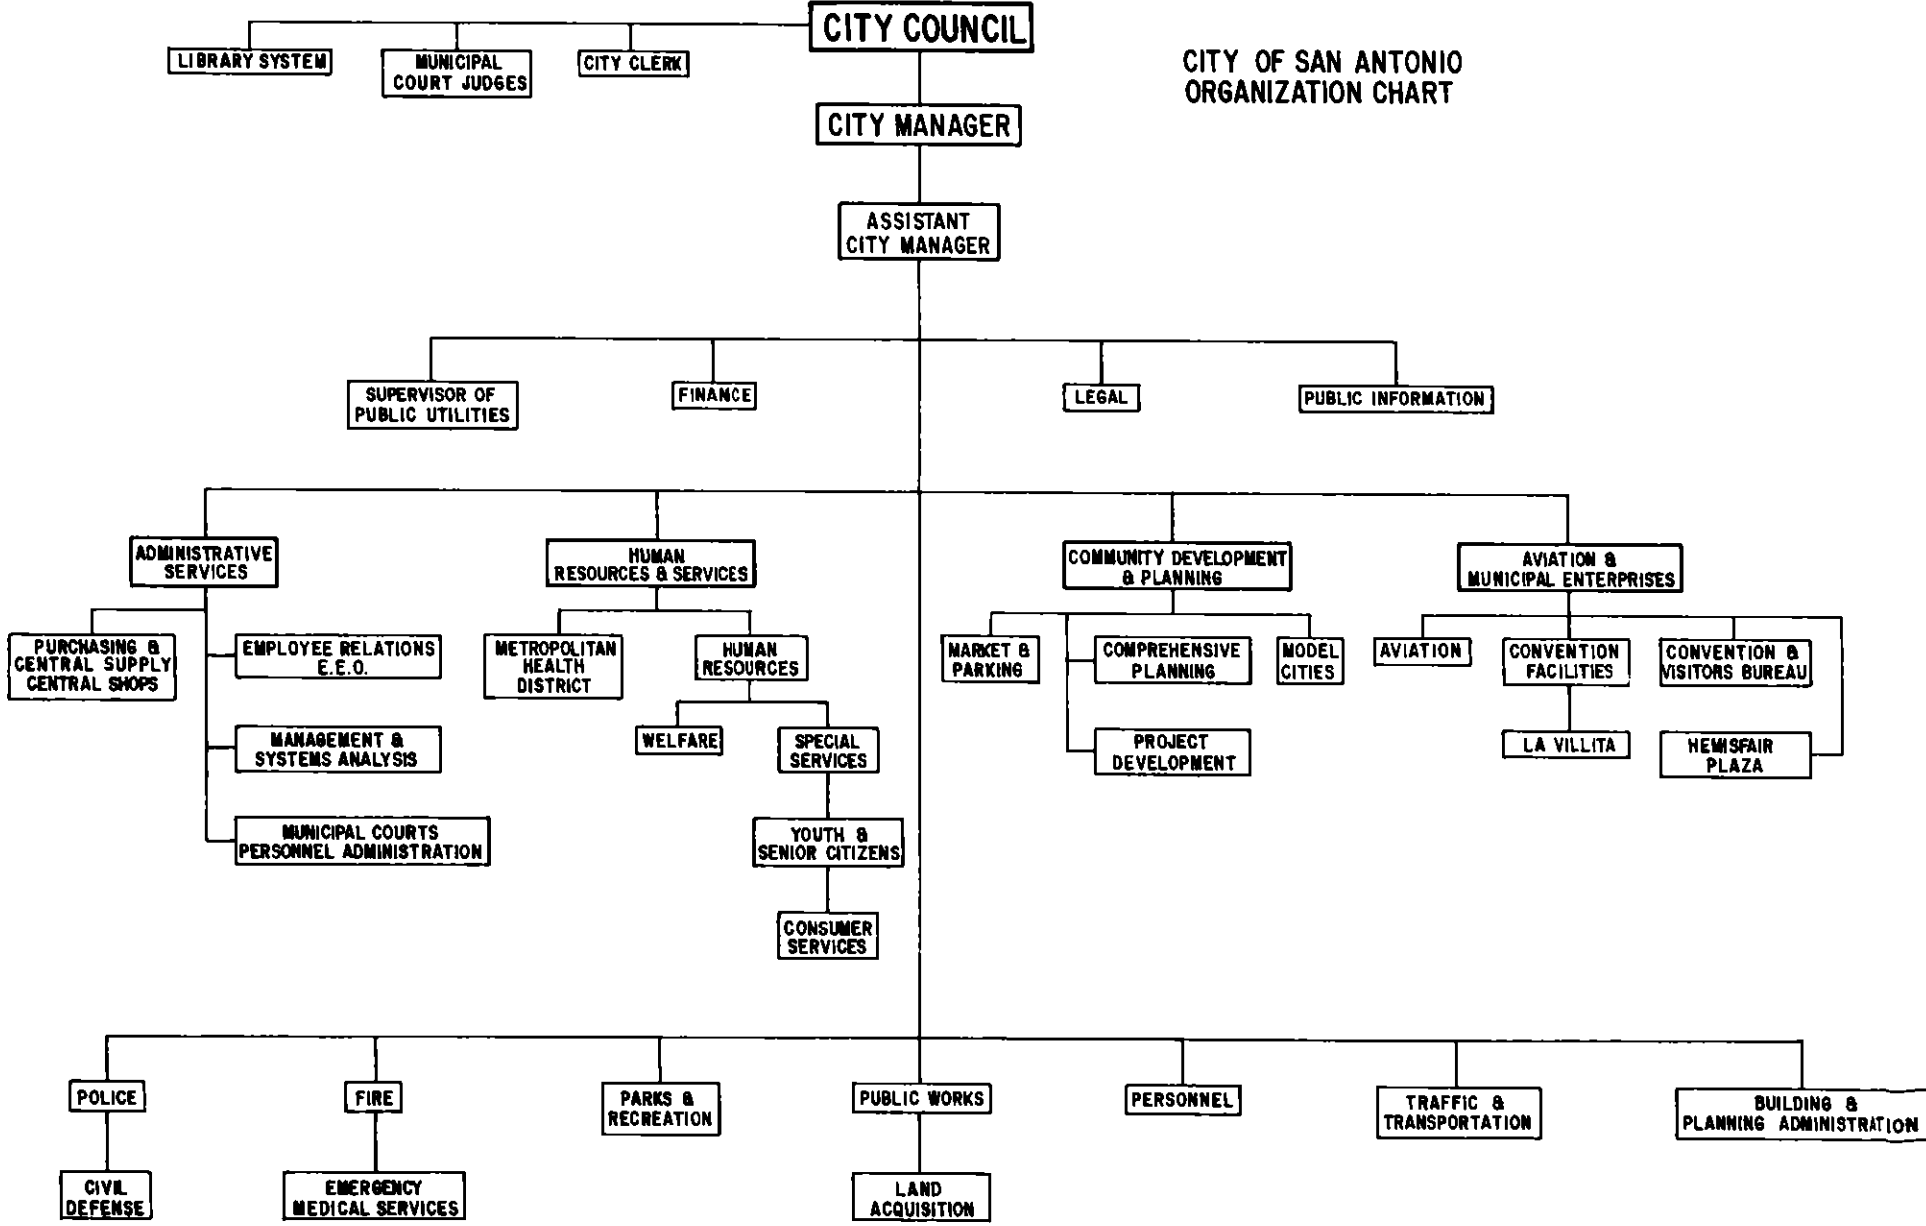 CITY COUNCIL
LIBRARY SYSTEM
MUNICIPAL
COURT JUDGES
CITY CLERK
CITY OF SAN ANTONIO
ORGANIZATION CHART
CITY MANAGER
ASSISTANT
CITY MANAGER
SUPERVISOR OF
PUBLIC UTILITIES
FINANCE
LEGAL
PUBLIC INFORMATION
ADMINISTRATIVE
SERVICES
HUMAN
RESOURCES & SERVICES
COMMUNITY DEVELOPMENT
& PLANNING
AVIATION &
MUNICIPAL ENTERPRISES
PURCHASING &
CENTRAL SUPPLY
CENTRAL SHOPS
EMPLOYEE RELATIONS
E.E.O.
METROPOLITAN
HEALTH
DISTRICT
HUMAN
RESOURCES
MARKET &
PARKING
COMPREHENSIVE
PLANNING
MODEL
CITIES
AVIATION
CONVENTION
FACILITIES
CONVENTION &
VISITORS BUREAU
MANAGEMENT &
SYSTEMS ANALYSIS
WELFARE
SPECIAL
SERVICES
PROJECT
DEVELOPMENT
LA VILLITA
HEMISFAIR
PLAZA
MUNICIPAL COURTS
PERSONNEL ADMINISTRATION
YOUTH &
SENIOR CITIZENS
CONSUMER
SERVICES
POLICE
FIRE
PARKS &
RECREATION
PUBLIC WORKS
PERSONNEL
TRAFFIC &
TRANSPORTATION
BUILDING &
PLANNING ADMINISTRATION
CIVIL
DEFENSE
EMERGENCY
MEDICAL SERVICES
LAND
ACQUISITION